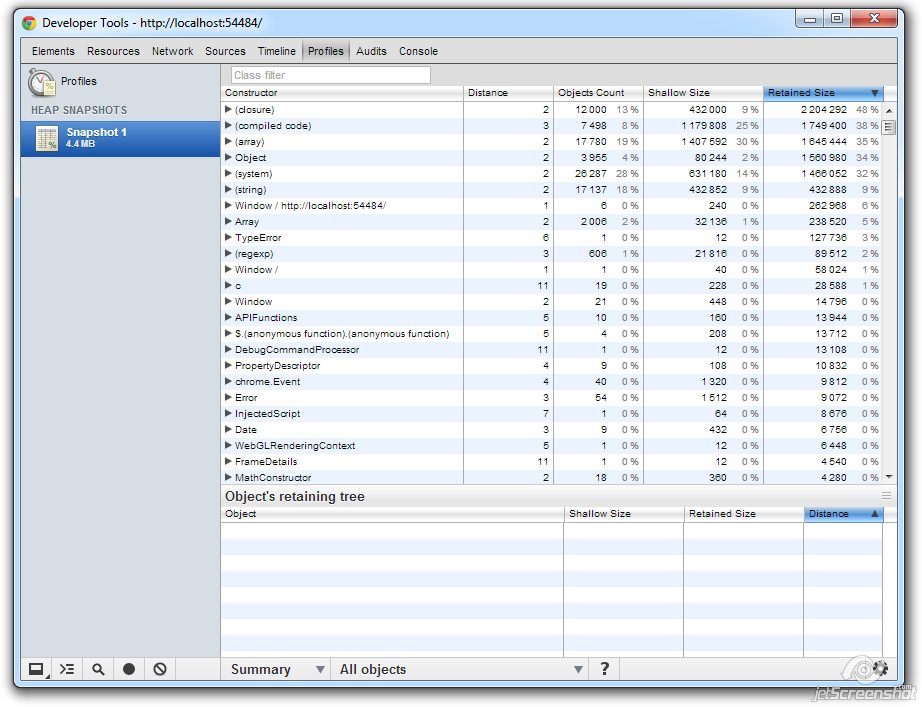 Developer Tools - http://localhost:54484/
Elements Resources Network Sources Timeline Profiles Audits Console
Profiles
HEAP SNAPSHOTS
Snapshot 1
4.4 MB
Class filter
Constructor Distance Objects Count Shallow Size Retained Size ▼
(closure) 2 12 000 13 % 432 000 9 % 2 204 292 48 %
(compiled code) 3 7 498 8 % 1 179 808 25 % 1 749 400 38 %
(array) 2 17 780 19 % 1 407 592 30 % 1 645 444 35 %
Object 2 3 955 4 % 80 244 2 % 1 560 980 34 %
(system) 2 26 287 28 % 631 180 14 % 1 466 052 32 %
(string) 2 17 137 18 % 432 852 9 % 432 888 9 %
Window / http://localhost:54484/ 1 6 0 % 240 0 % 262 968 6 %
Array 2 2 006 2 % 32 136 1 % 238 520 5 %
TypeError 6 1 0 % 12 0 % 127 736 3 %
(regexp) 3 606 1 % 21 816 0 % 89 512 2 %
Window / 1 1 0 % 40 0 % 58 024 1 %
c 11 19 0 % 228 0 % 28 588 1 %
Window 2 21 0 % 448 0 % 14 796 0 %
APIFunctions 5 10 0 % 160 0 % 13 944 0 %
$.(anonymous function).(anonymous function) 5 4 0 % 208 0 % 13 712 0 %
DebugCommandProcessor 11 1 0 % 12 0 % 13 108 0 %
PropertyDescriptor 4 9 0 % 108 0 % 10 832 0 %
chrome.Event 4 40 0 % 1 320 0 % 9 812 0 %
Error 3 54 0 % 1 512 0 % 9 072 0 %
InjectedScript 7 1 0 % 64 0 % 8 676 0 %
Date 3 9 0 % 432 0 % 6 756 0 %
WebGLRenderingContext 5 1 0 % 12 0 % 6 448 0 %
FrameDetails 11 1 0 % 12 0 % 4 540 0 %
MathConstructor 2 18 0 % 360 0 % 4 280 0 %
Object's retaining tree
Object Shallow Size Retained Size Distance ▲
Summary ▼ All objects ▼ ?
jetScreenshot.com